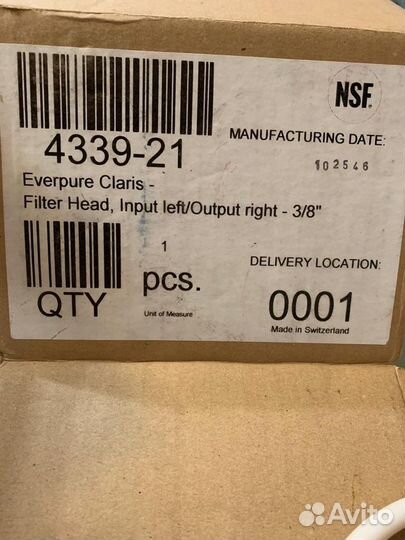 NSF
MANUFACTURING DATE:
102546
4339-21
Everpure Claris -
Filter Head, Input left/Output right - 3/8"
1
pcs.
QTY
Unit of Measure
DELIVERY LOCATION:
0001
Made in Switzerland
Avito